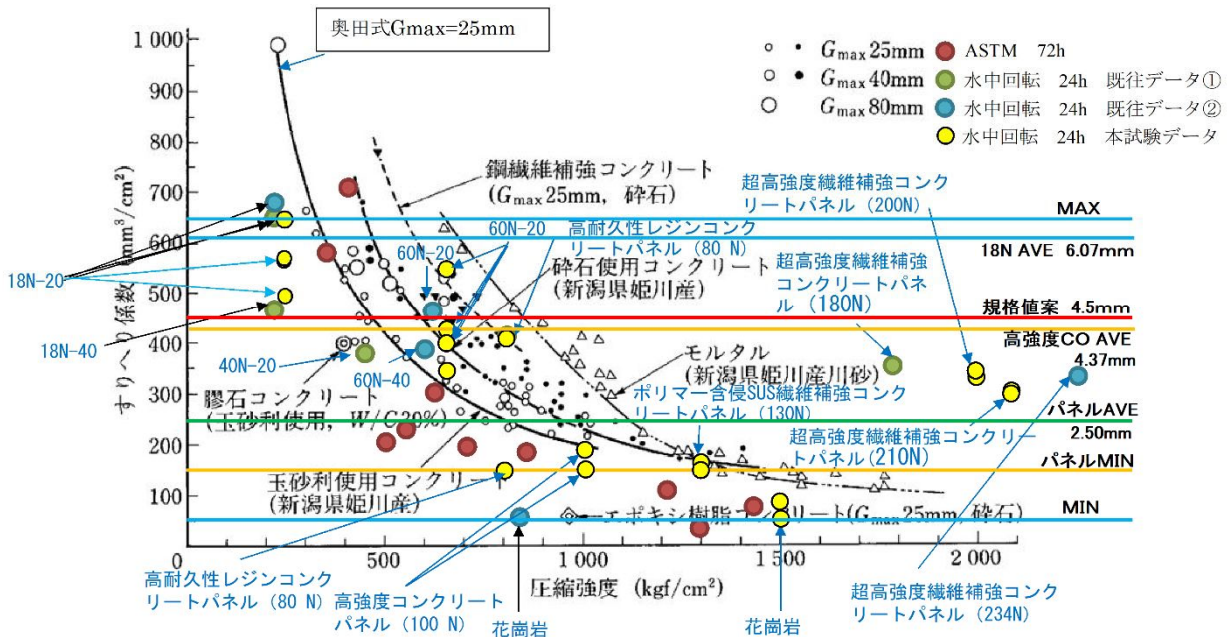 奥田式Gmax=25mm
1 000
900
800
700
600
500
400
300
200
100
0
すりへり係数 (mm³/cm²)
500
1 000
1 500
2 000
圧縮強度 (kgf/cm²)
Gmax 25mm
Gmax 40mm
Gmax 80mm
ASTM 72h
水中回転 24h 既往データ①
水中回転 24h 既往データ②
水中回転 24h 本試験データ
鋼繊維補強コンクリート
(Gmax 25mm, 砕石)
高耐久性レジンコンク
リートパネル (80 N)
60N-20
60N-20
砕石使用コンクリート
(新潟県姫川産)
超高強度繊維補強コンク
リートパネル (200N)
MAX
18N AVE 6.07mm
超高強度繊維補強
コンクリートパネ
ル (180N)
規格値案 4.5mm
高強度CO AVE
4.37mm
18N-20
18N-40
40N-20
60N-40
モルタル
(新潟県姫川産川砂)
ポリマー含侵SUS繊維補強コンク
リートパネル (130N)
膠石コンクリート
(玉砂利使用, W/C20%)
パネルAVE
2.50mm
超高強度繊維補強コンクリー
トパネル(210N)
パネルMIN
玉砂利使用コンクリート
(新潟県姫川産)
MIN
エポキシ樹脂コンクリート(Gmax 25mm, 砕石)
高耐久性レジンコンク
リートパネル (80 N)
高強度コンクリート
パネル (100 N)
花崗岩
花崗岩
超高強度繊維補強コンク
リートパネル (234N)